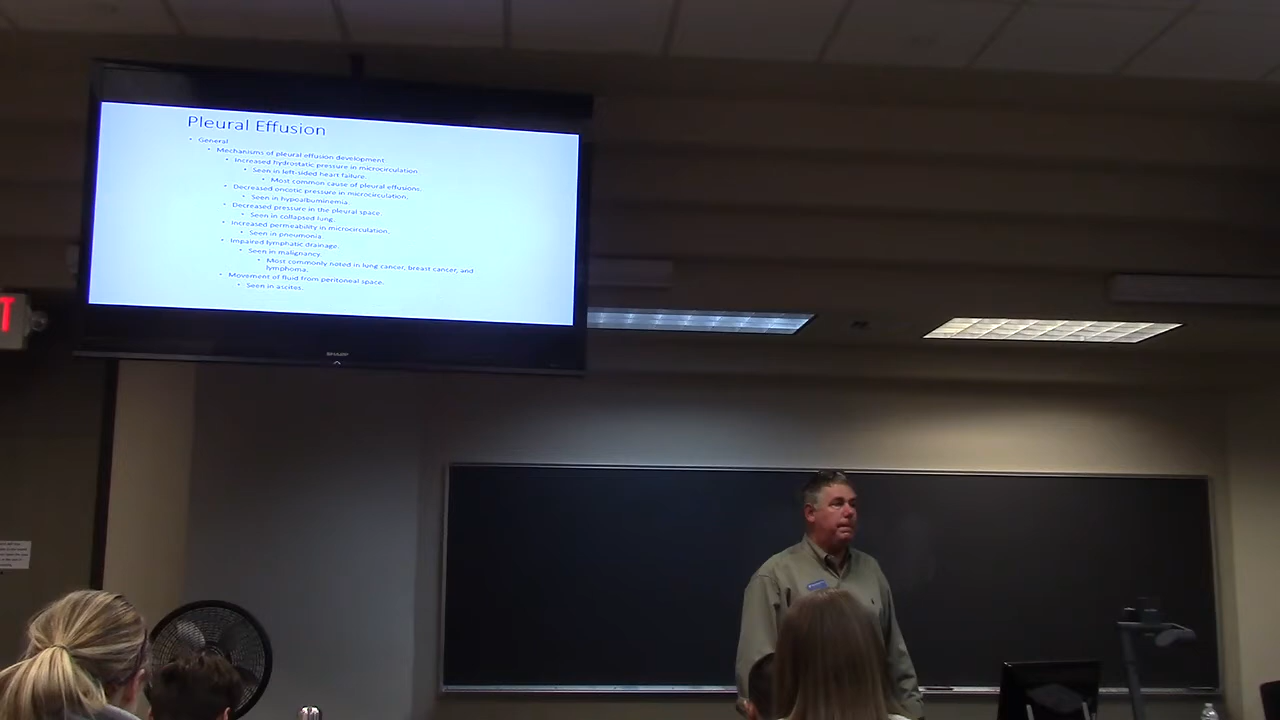 Pleural Effusion
• General
• Mechanisms of pleural effusion development
• Increased hydrostatic pressure in microcirculation
• Seen in left-sided heart failure.
• Most common cause of pleural effusions.
• Decreased oncotic pressure in microcirculation.
• Seen in hypoalbuminemia.
• Decreased pressure in the pleural space.
• Seen in collapsed lung.
• Increased permeability in microcirculation.
• Seen in pneumonia.
• Impaired lymphatic drainage.
• Seen in malignancy.
• Most commonly noted in lung cancer, breast cancer, and
lymphoma.
• Movement of fluid from peritoneal space.
• Seen in ascites.
SHARP
T